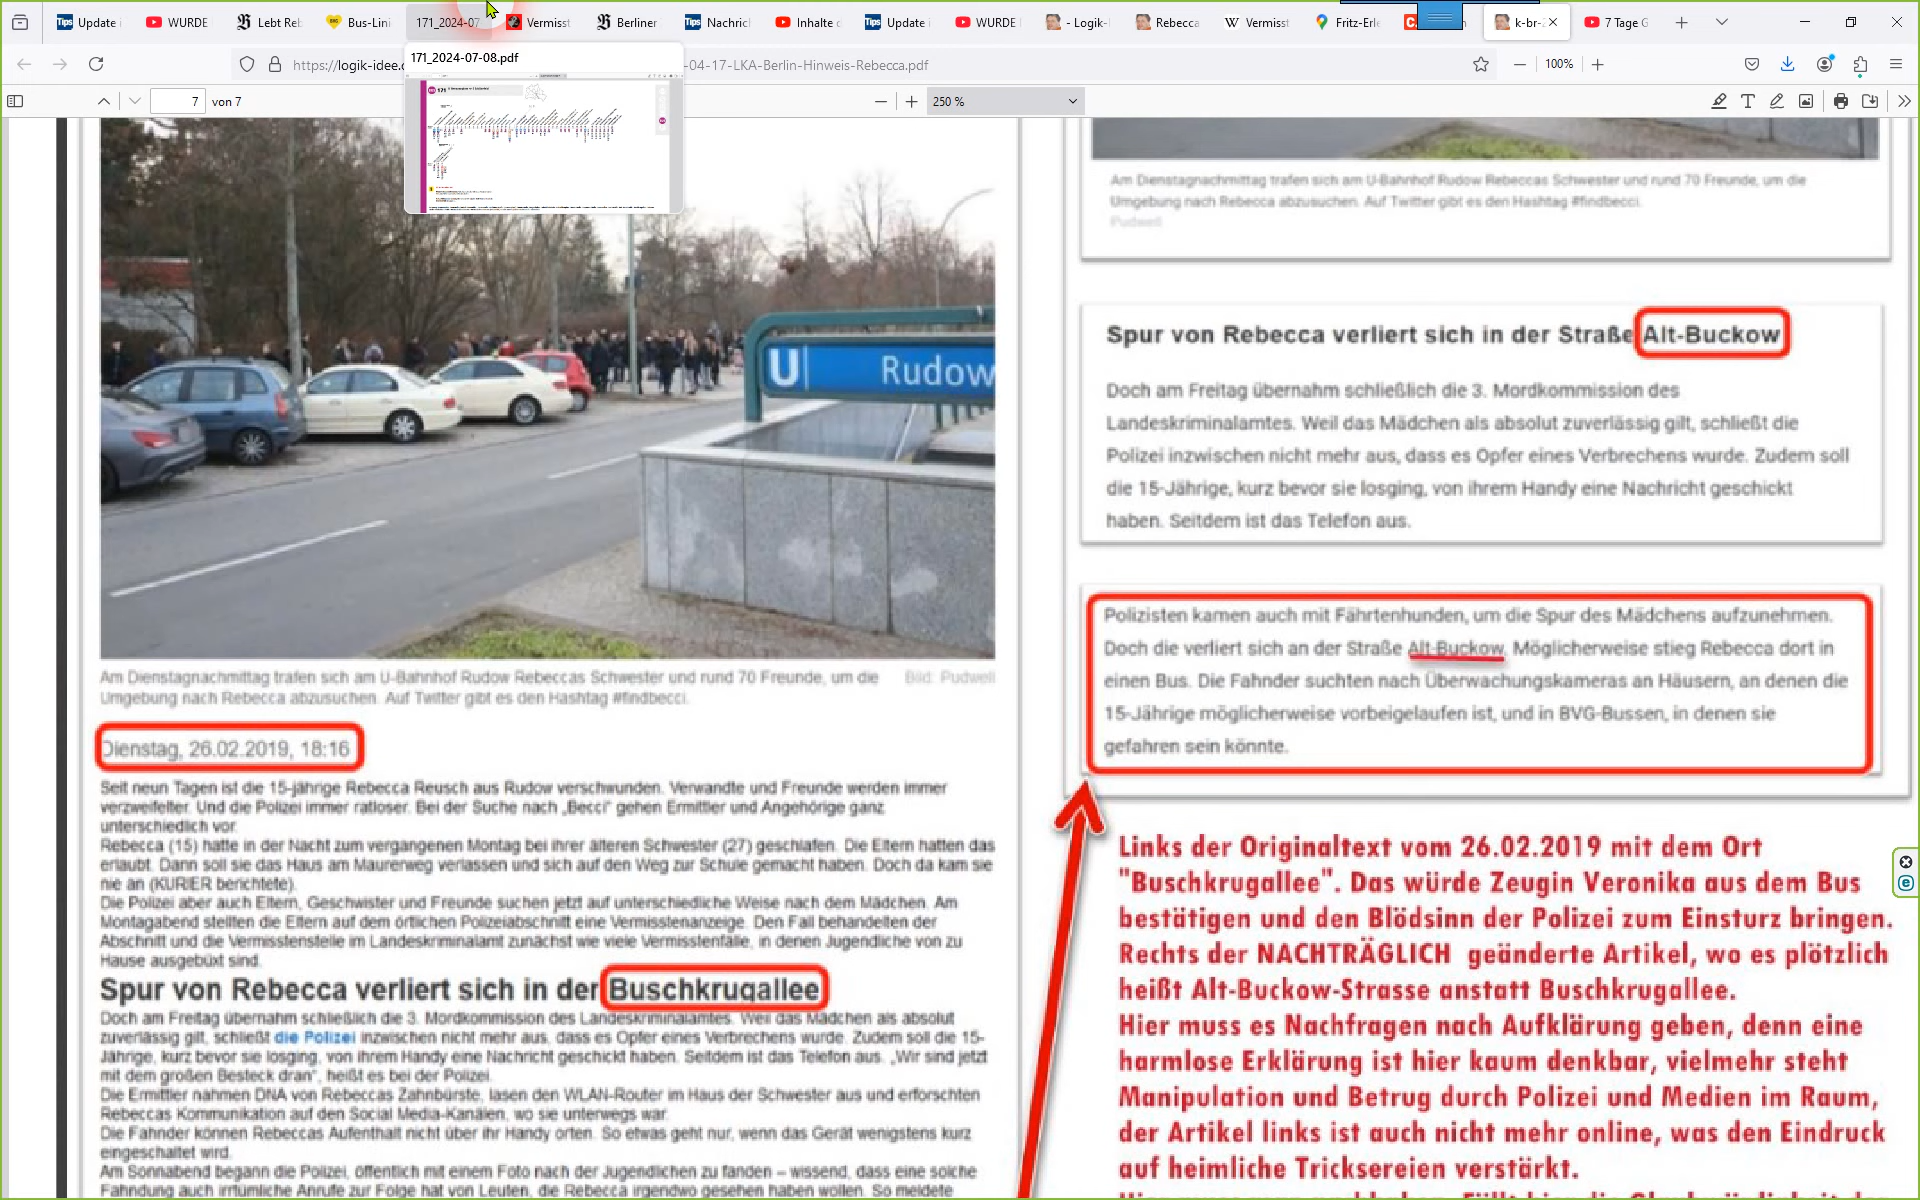 Update
WURDE
Lebt Reb
Bus-Lini
171_2024-07
Vermisst
Berliner
Nachricl
Inhalte c
Update i
WURDE
- Logik-I
Rebecca
Vermisst
Fritz-Erle
k-br-2
7 Tage G
https://logik-idee.c
-04-17-LKA-Berlin-Hinweis-Rebecca.pdf
100%
171_2024-07-08.pdf
7 von 7
250 %
171
U Rudow
Am Dienstagnachmittag trafen sich am U-Bahnhof Rudow Rebeccas Schwester und rund 70 Freunde, um die Bild: Pudwell
Umgebung nach Rebecca abzusuchen. Auf Twitter gibt es den Hashtag #findbecci.
Dienstag, 26.02.2019, 18:16
Seit neun Tagen ist die 15-jährige Rebecca Reusch aus Rudow verschwunden. Verwandte und Freunde werden immer
verzweifelter. Und die Polizei immer ratloser. Bei der Suche nach „Becci“ gehen Ermittler und Angehörige ganz
unterschiedlich vor.
Rebecca (15) hatte in der Nacht zum vergangenen Montag bei ihrer älteren Schwester (27) geschlafen. Die Eltern hatten das
erlaubt. Dann soll sie das Haus am Maurerweg verlassen und sich auf den Weg zur Schule gemacht haben. Doch da kam sie
nie an (KURIER berichtete).
Die Polizei aber auch Eltern, Geschwister und Freunde suchen jetzt auf unterschiedliche Weise nach dem Mädchen. Am
Montagabend stellten die Eltern auf dem örtlichen Polizeiabschnitt eine Vermisstenanzeige. Den Fall behandelten der
Abschnitt und die Vermisstenstelle im Landeskriminalamt zunächst wie viele Vermisstenfälle, in denen Jugendliche von zu
Hause ausgebüxt sind.
Spur von Rebecca verliert sich in der Buschkrugallee
Doch am Freitag übernahm schließlich die 3. Mordkommission des Landeskriminalamtes. Weil das Mädchen als absolut
zuverlässig gilt, schließt die Polizei inzwischen nicht mehr aus, dass es Opfer eines Verbrechens wurde. Zudem soll die 15-
Jährige, kurz bevor sie losging, von ihrem Handy eine Nachricht geschickt haben. Seitdem ist das Telefon aus. „Wir sind jetzt
mit dem großen Besteck dran“, heißt es bei der Polizei.
Die Ermittler nahmen DNA von Rebeccas Zahnbürste, lasen den WLAN-Router im Haus der Schwester aus und erforschten
Rebeccas Kommunikation auf den Social Media-Kanälen, wo sie unterwegs war.
Die Fahnder können Rebeccas Aufenthalt nicht über ihr Handy orten. So etwas geht nur, wenn das Gerät wenigstens kurz
eingeschaltet wird.
Am Sonnabend begann die Polizei, öffentlich mit einem Foto nach der Jugendlichen zu fahnden – wissend, dass eine solche
Fahndung auch irrtümliche Anrufe zur Folge hat von Leuten, die Rebecca irgendwo gesehen haben wollen. So meldete
Am Dienstagnachmittag trafen sich am U-Bahnhof Rudow Rebeccas Schwester und rund 70 Freunde, um die
Umgebung nach Rebecca abzusuchen. Auf Twitter gibt es den Hashtag #findbecci.
Pudwell
Spur von Rebecca verliert sich in der Straße Alt-Buckow
Doch am Freitag übernahm schließlich die 3. Mordkommission des
Landeskriminalamtes. Weil das Mädchen als absolut zuverlässig gilt, schließt die
Polizei inzwischen nicht mehr aus, dass es Opfer eines Verbrechens wurde. Zudem soll
die 15-Jährige, kurz bevor sie losging, von ihrem Handy eine Nachricht geschickt
haben. Seitdem ist das Telefon aus.
Polizisten kamen auch mit Fährtenhunden, um die Spur des Mädchens aufzunehmen.
Doch die verliert sich an der Straße Alt-Buckow. Möglicherweise stieg Rebecca dort in
einen Bus. Die Fahnder suchten nach Überwachungskameras an Häusern, an denen die
15-Jährige möglicherweise vorbeigelaufen ist, und in BVG-Bussen, in denen sie
gefahren sein könnte.
Links der Originaltext vom 26.02.2019 mit dem Ort
"Buschkrugallee". Das würde Zeugin Veronika aus dem Bus
bestätigen und den Blödsinn der Polizei zum Einsturz bringen.
Rechts der NACHTRÄGLICH geänderte Artikel, wo es plötzlich
heißt Alt-Buckow-Strasse anstatt Buschkrugallee.
Hier muss es Nachfragen nach Aufklärung geben, denn eine
harmlose Erklärung ist hier kaum denkbar, vielmehr steht
Manipulation und Betrug durch Polizei und Medien im Raum,
der Artikel links ist auch nicht mehr online, was den Eindruck
auf heimliche Tricksereien verstärkt.